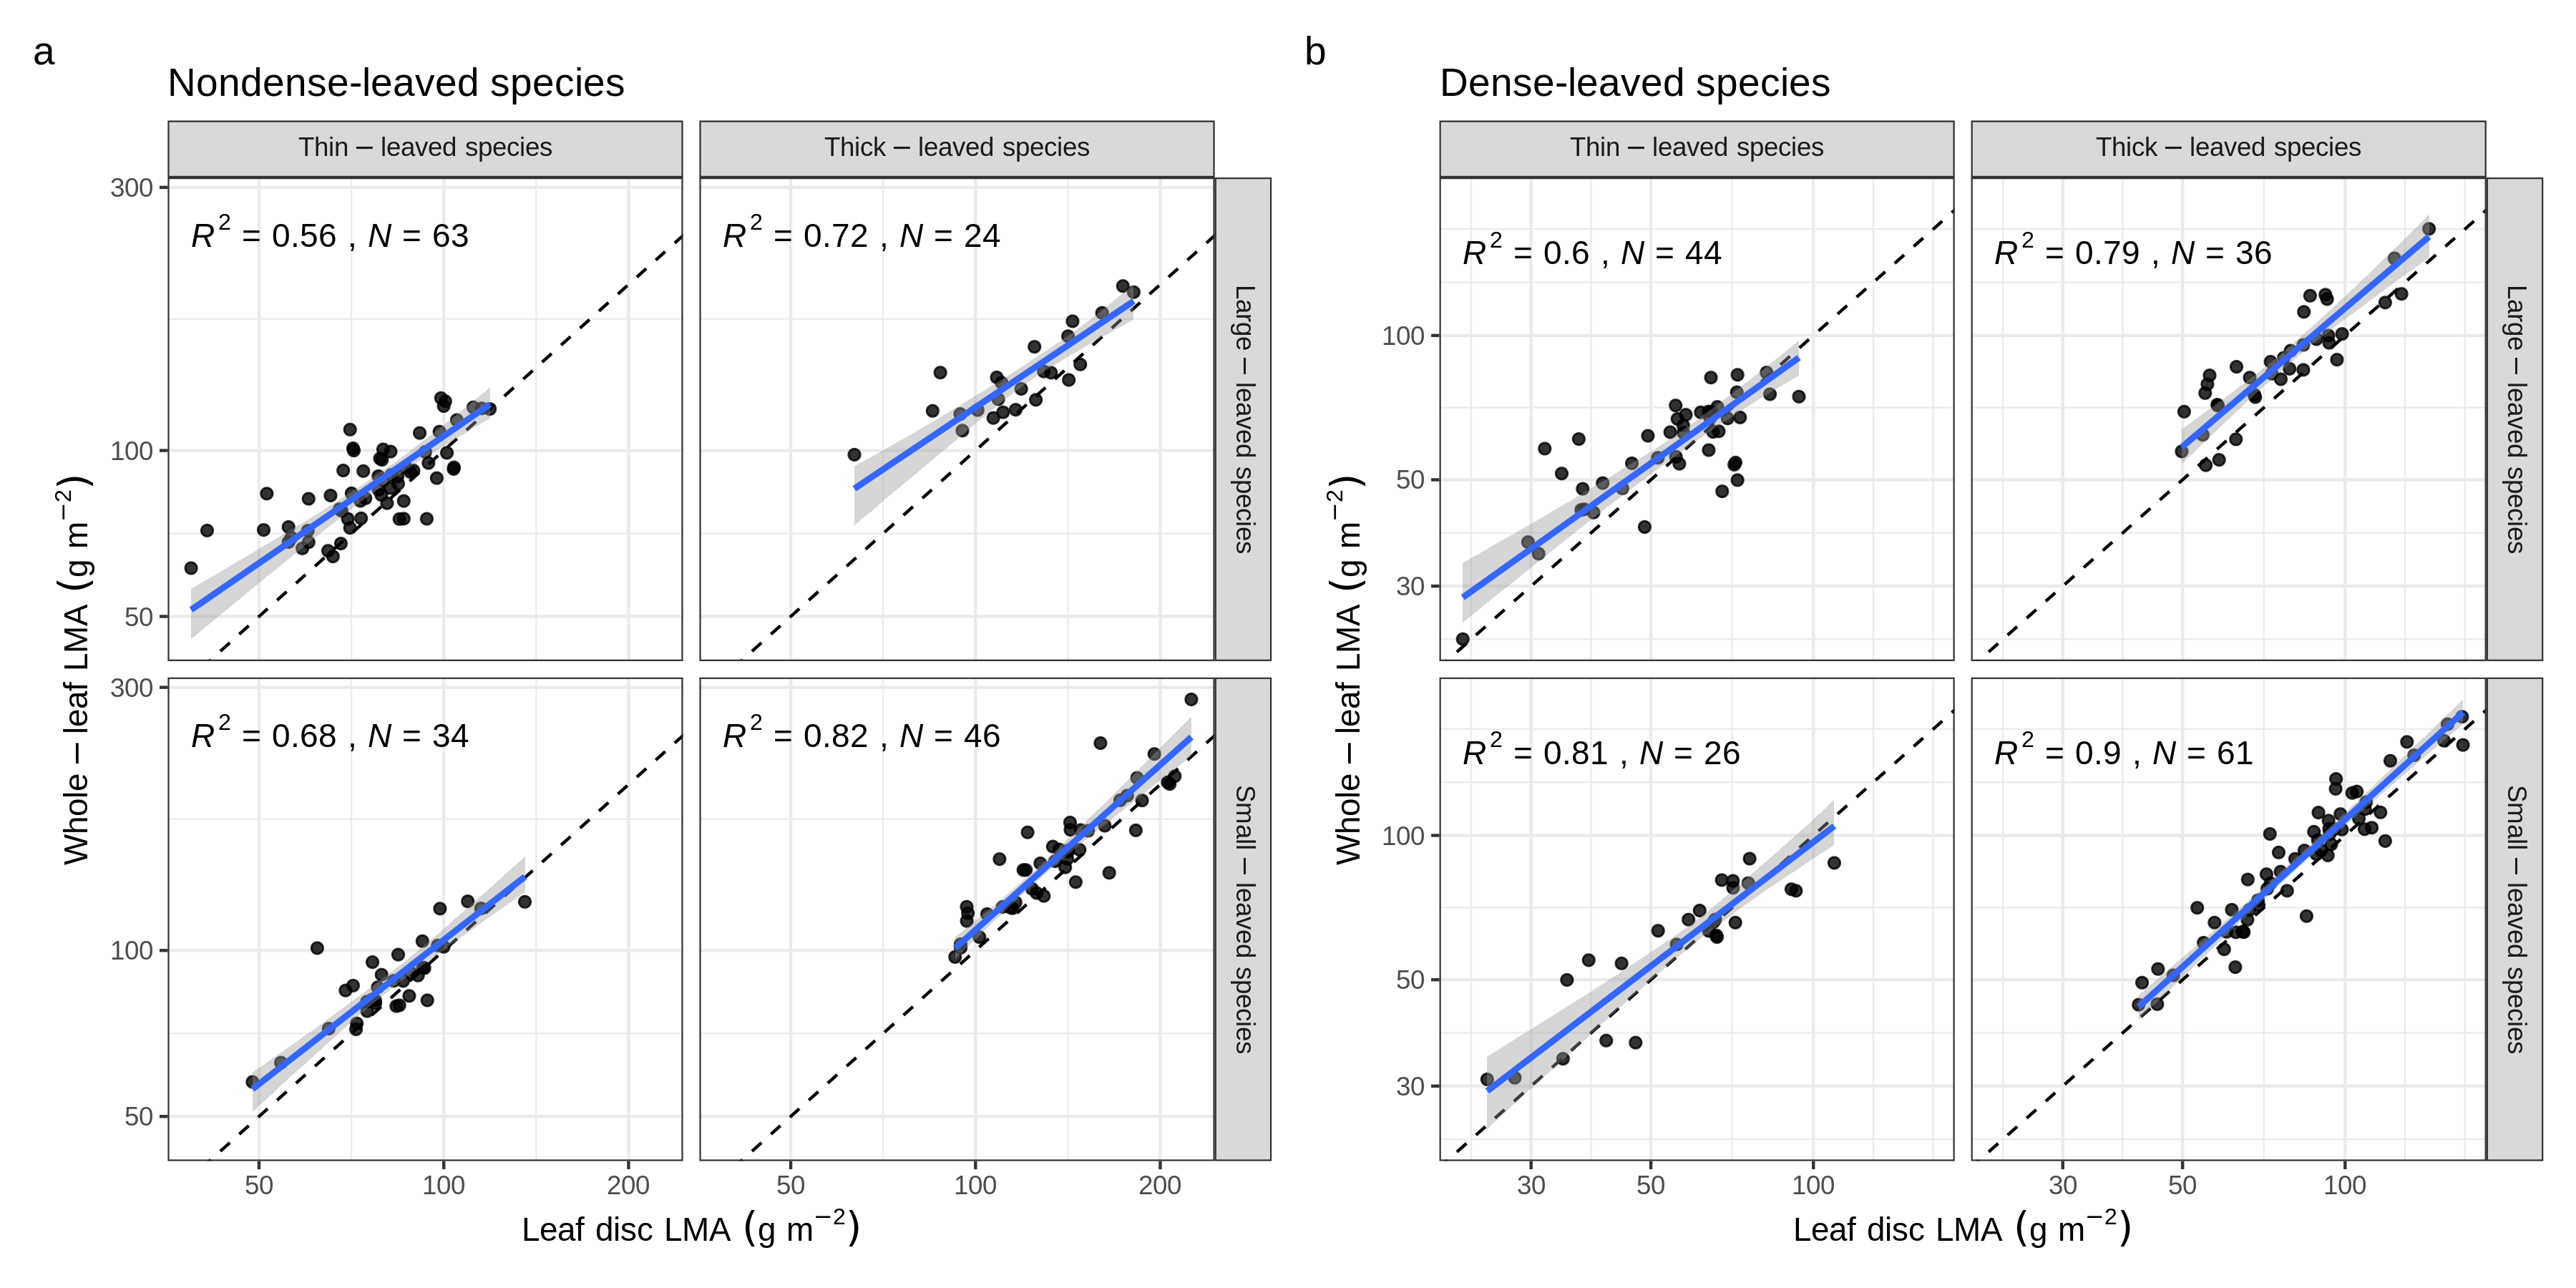 a
Nondense-leaved species
Thin − leaved species
Thick − leaved species
300
100
50
R² = 0.56 , N = 63
R² = 0.72 , N = 24
Large − leaved species
300
100
50
R² = 0.68 , N = 34
R² = 0.82 , N = 46
Small − leaved species
50 100 200
50 100 200
Whole − leaf LMA (g m⁻²)
Leaf disc LMA (g m⁻²)
b
Dense-leaved species
Thin − leaved species
Thick − leaved species
100
50
30
R² = 0.6 , N = 44
R² = 0.79 , N = 36
Large − leaved species
100
50
30
R² = 0.81 , N = 26
R² = 0.9 , N = 61
Small − leaved species
30 50 100
30 50 100
Whole − leaf LMA (g m⁻²)
Leaf disc LMA (g m⁻²)